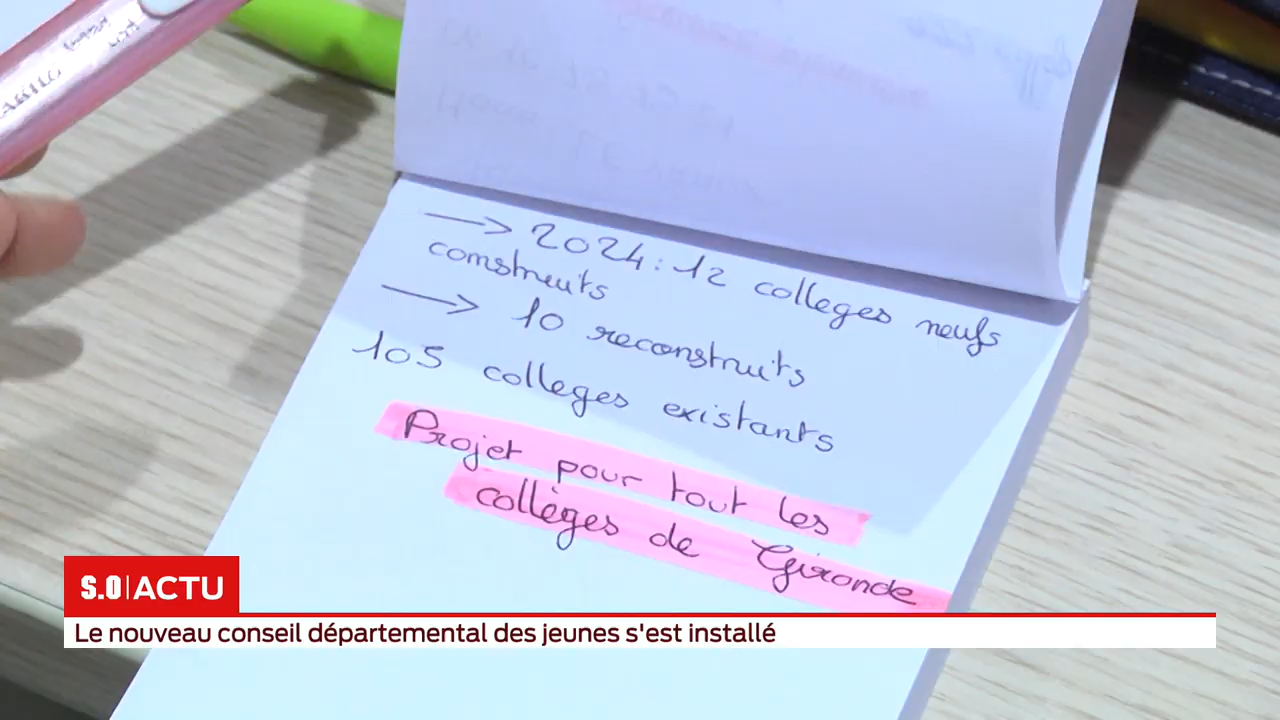 → 2024 : 12 colleges neufs
construits
→ 10 reconstruits
105 colleges existants
Projet pour tout les
collèges de Gironde
S.O ACTU
Le nouveau conseil départemental des jeunes s'est installé